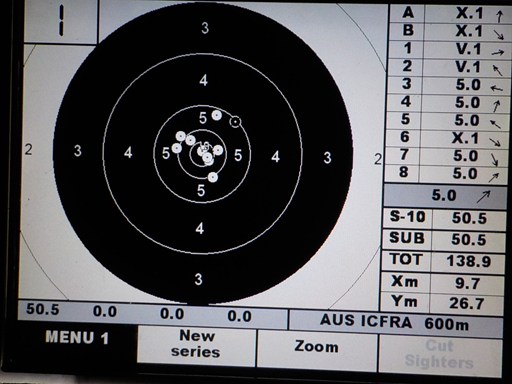 A X.1
B X.1
1 V.1
2 V.1
3 5.0
4 5.0
5 5.0
6 X.1
7 5.0
8 5.0
5.0
S-10 50.5
SUB 50.5
TOT 138.9
Xm 9.7
Ym 26.7
3
4
5
2 3 4 5 5 4 3 2
5
4
3
50.5 0.0 0.0 0.0
AUS ICFRA 600m
MENU 1
New
series
Zoom
Cut
Sighters